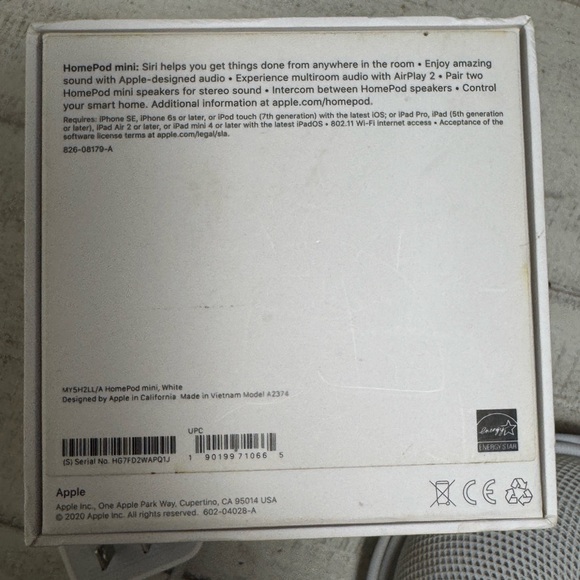 HomePod mini: Siri helps you get things done from anywhere in the room • Enjoy amazing
sound with Apple-designed audio • Experience multiroom audio with AirPlay 2 • Pair two
HomePod mini speakers for stereo sound • Intercom between HomePod speakers • Control
your smart home. Additional information at apple.com/homepod.
Requires: iPhone SE, iPhone 6s or later, or iPod touch (7th generation) with the latest iOS; or iPad Pro, iPad (5th generation
or later), iPad Air 2 or later, or iPad mini 4 or later with the latest iPadOS • 802.11 Wi-Fi internet access • Acceptance of the
software license terms at apple.com/legal/sla.
826-08179-A
MY5H2LL/A HomePod mini, White
Designed by Apple in California Made in Vietnam Model A2374
UPC
(S) Serial No. HG7FD2WAPQ1J
1 90199 71066 5
energy
ENERGY STAR
Apple
Apple Inc., One Apple Park Way, Cupertino, CA 95014 USA
© 2020 Apple Inc. All rights reserved. 602-04028-A
CE